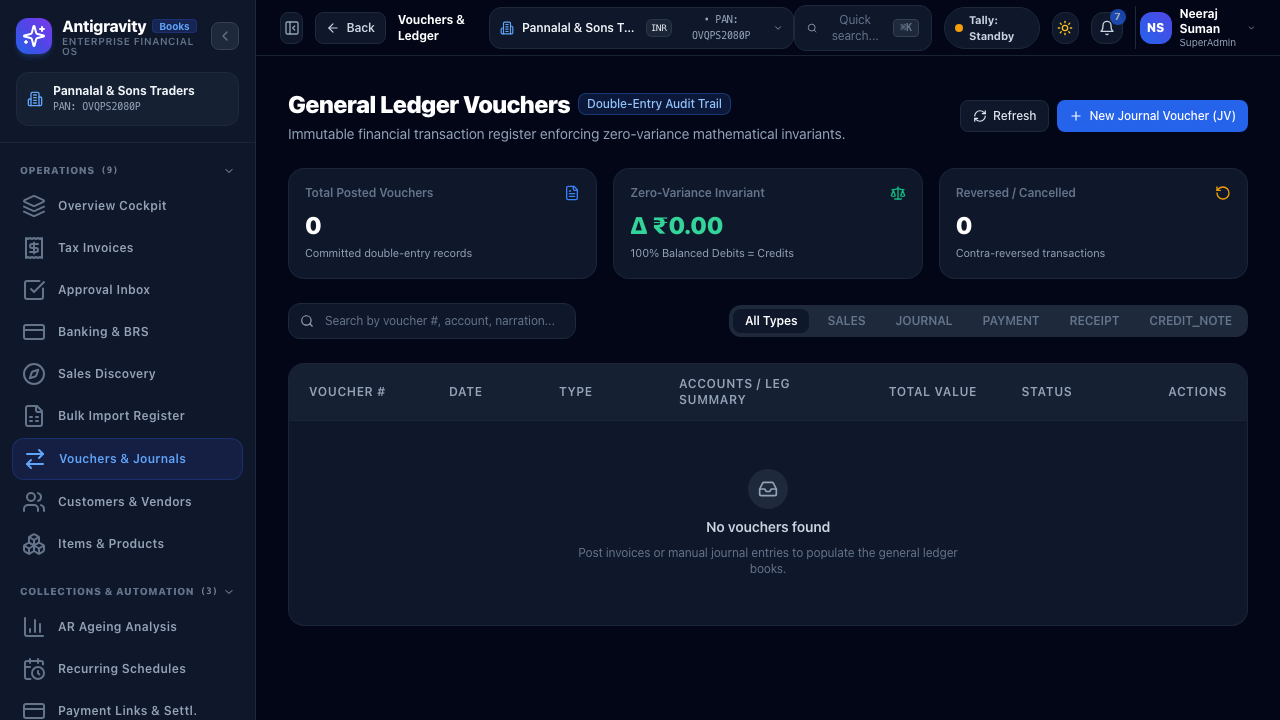 Antigravity Books
ENTERPRISE FINANCIAL
OS
Pannalal & Sons Traders
PAN: OVQPS2080P
OPERATIONS (9)
Overview Cockpit
Tax Invoices
Approval Inbox
Banking & BRS
Sales Discovery
Bulk Import Register
Vouchers & Journals
Customers & Vendors
Items & Products
COLLECTIONS & AUTOMATION (3)
AR Ageing Analysis
Recurring Schedules
Payment Links & Settl.
Back
Vouchers &
Ledger
Pannalal & Sons T... INR
• PAN:
OVQPS2080P
Quick
search...
⌘K
Tally:
Standby
7
NS
Neeraj
Suman
SuperAdmin
General Ledger Vouchers
Double-Entry Audit Trail
Immutable financial transaction register enforcing zero-variance mathematical invariants.
Refresh
New Journal Voucher (JV)
Total Posted Vouchers
0
Committed double-entry records
Zero-Variance Invariant
Δ ₹0.00
100% Balanced Debits = Credits
Reversed / Cancelled
0
Contra-reversed transactions
Search by voucher #, account, narration...
All Types SALES JOURNAL PAYMENT RECEIPT CREDIT_NOTE
VOUCHER # DATE TYPE ACCOUNTS / LEG
SUMMARY
TOTAL VALUE STATUS ACTIONS
No vouchers found
Post invoices or manual journal entries to populate the general ledger
books.